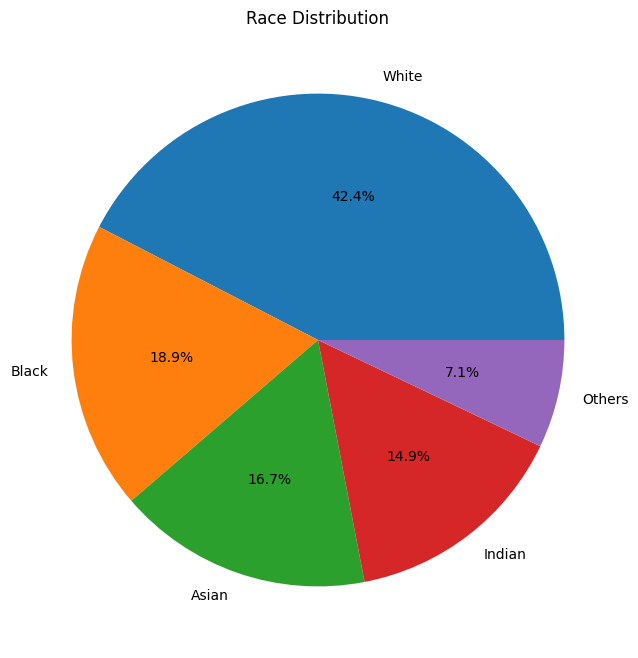 Race Distribution
White
42.4%
Black
18.9%
7.1%
Others
14.9%
16.7%
Indian
Asian